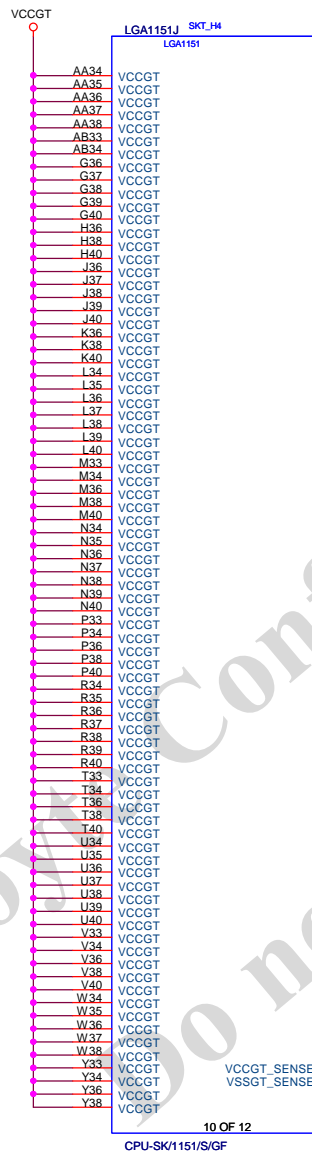 VCCGT
LGA1151J SKT_H4
LGA1151
AA34 VCCGT
AA35 VCCGT
AA36 VCCGT
AA37 VCCGT
AA38 VCCGT
AB33 VCCGT
AB34 VCCGT
G36 VCCGT
G37 VCCGT
G38 VCCGT
G39 VCCGT
G40 VCCGT
H36 VCCGT
H38 VCCGT
H40 VCCGT
J36 VCCGT
J37 VCCGT
J38 VCCGT
J39 VCCGT
J40 VCCGT
K36 VCCGT
K38 VCCGT
K40 VCCGT
L34 VCCGT
L35 VCCGT
L36 VCCGT
L37 VCCGT
L38 VCCGT
L39 VCCGT
L40 VCCGT
M33 VCCGT
M34 VCCGT
M36 VCCGT
M38 VCCGT
M40 VCCGT
N34 VCCGT
N35 VCCGT
N36 VCCGT
N37 VCCGT
N38 VCCGT
N39 VCCGT
N40 VCCGT
P33 VCCGT
P34 VCCGT
P36 VCCGT
P38 VCCGT
P40 VCCGT
R34 VCCGT
R35 VCCGT
R36 VCCGT
R37 VCCGT
R38 VCCGT
R39 VCCGT
R40 VCCGT
T33 VCCGT
T34 VCCGT
T36 VCCGT
T38 VCCGT
T40 VCCGT
U34 VCCGT
U35 VCCGT
U36 VCCGT
U37 VCCGT
U38 VCCGT
U39 VCCGT
U40 VCCGT
V33 VCCGT
V34 VCCGT
V36 VCCGT
V38 VCCGT
V40 VCCGT
W34 VCCGT
W35 VCCGT
W36 VCCGT
W37 VCCGT
W38 VCCGT
Y33 VCCGT VCCGT_SENSE
Y34 VCCGT VSSGT_SENSE
Y36 VCCGT
Y38 VCCGT
10 OF 12
CPU-SK/1151/S/GF
Do